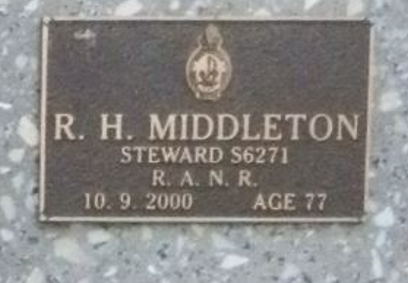 R. H. MIDDLETON
STEWARD S6271
R. A. N. R.
10. 9. 2000 AGE 77